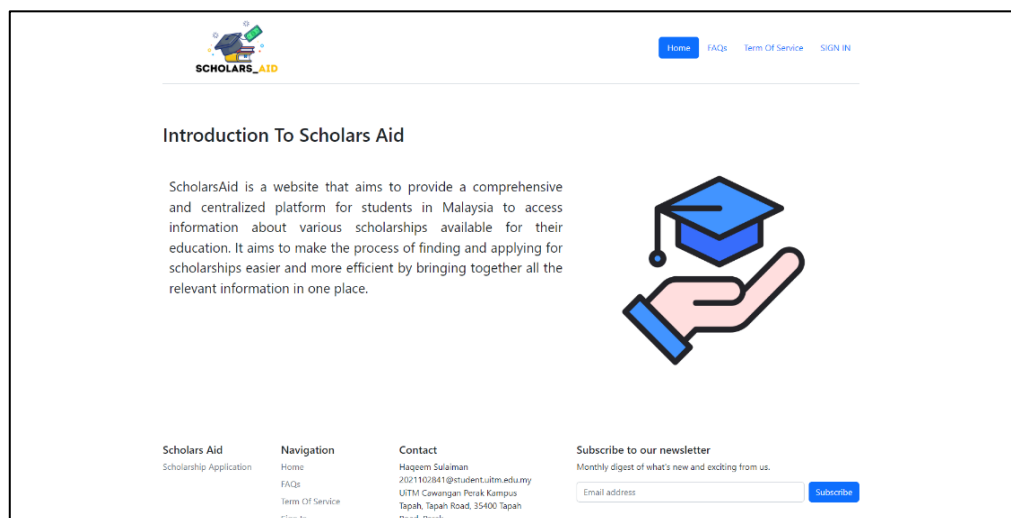 SCHOLARS_AID
Home FAQs Term Of Service SIGN IN
Introduction To Scholars Aid
ScholarsAid is a website that aims to provide a comprehensive
and centralized platform for students in Malaysia to access
information about various scholarships available for their
education. It aims to make the process of finding and applying for
scholarships easier and more efficient by bringing together all the
relevant information in one place.
Scholars Aid
Scholarship Application
Navigation
Home
FAQs
Term Of Service
Contact
Haqeem Sulaiman
2021102841@student.uitm.edu.my
UiTM Cawangan Perak Kampus
Tapah, Tapah Road, 35400 Tapah
Subscribe to our newsletter
Monthly digest of what's new and exciting from us.
Email address Subscribe